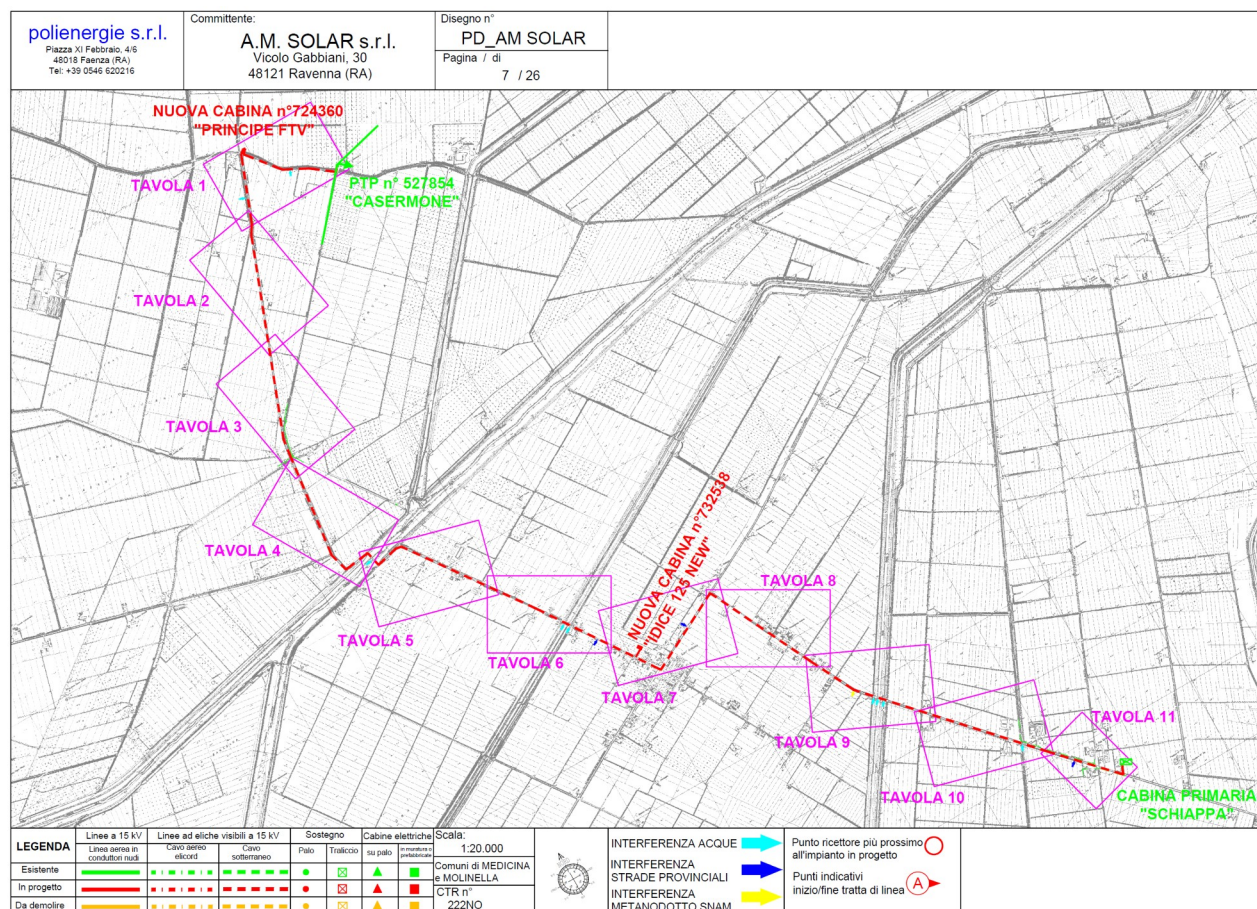 polienergie s.r.l.
Piazza XI Febbraio, 4/6
48018 Faenza (RA)
Tel: +39 0546 620216
Committente:
A.M. SOLAR s.r.l.
Vicolo Gabbiani, 30
48121 Ravenna (RA)
Disegno n°
PD_AM SOLAR
Pagina / di
7 / 26
NUOVA CABINA n°724360
"PRINCIPE FTV"
TAVOLA 1
PTP n° 527854
"CASERMONE"
TAVOLA 2
TAVOLA 3
TAVOLA 4
TAVOLA 5
TAVOLA 6
NUOVA CABINA n°732538
"IDICE 125 NEW"
TAVOLA 7
TAVOLA 8
TAVOLA 9
TAVOLA 10
TAVOLA 11
CABINA PRIMARIA
"SCHIAPPA"
LEGENDA
Linee a 15 kV
Linee ad eliche visibili a 15 kV
Sostegno
Cabine elettriche
Linea aerea in
conduttori nudi
Cavo aereo
elicord
Cavo
sotterraneo
Palo
Traliccio
su palo
in muratura o
prefabbricate
Esistente
In progetto
Da demolire
Scala:
1:20.000
Comuni di MEDICINA
e MOLINELLA
CTR n°
222NO
INTERFERENZA ACQUE
INTERFERENZA
STRADE PROVINCIALI
INTERFERENZA
METANODOTTO SNAM
Punto ricettore più prossimo
all'impianto in progetto
Punti indicativi
inizio/fine tratta di linea
A